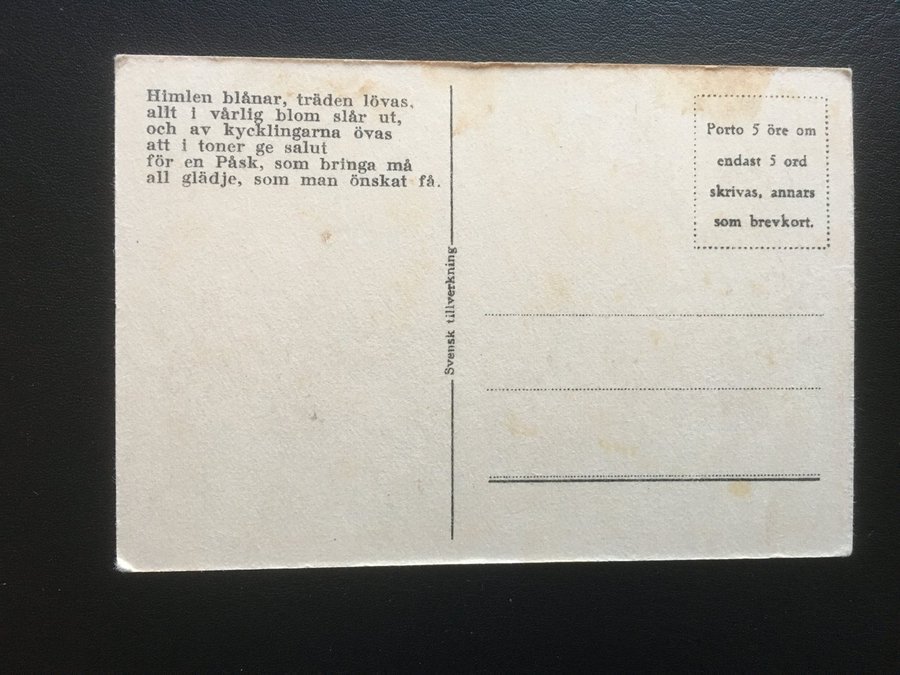 Himlen blånar, träden lövas,
allt i vårlig blom slår ut,
och av kycklingarna övas
att i toner ge salut
för en Påsk, som bringa må
all glädje, som man önskat få.
Svensk tillverkning
Porto 5 öre om
endast 5 ord
skrivas, annars
som brevkort.